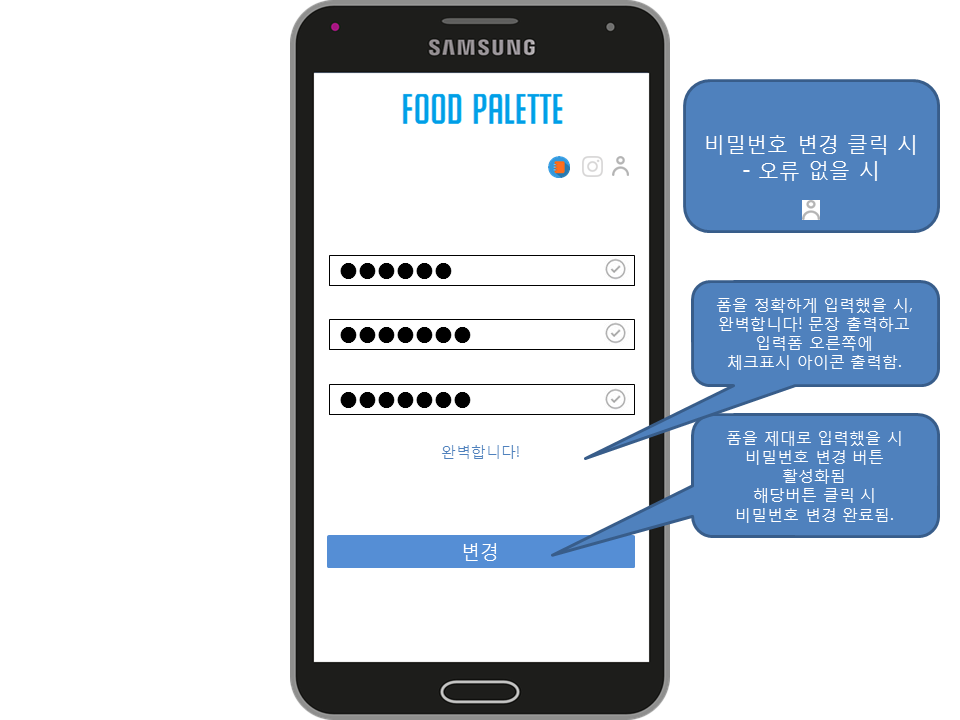 SAMSUNG
FOOD PALETTE
비밀번호 변경 클릭 시
- 오류 없을 시
폼을 정확하게 입력했을 시,
완벽합니다! 문장 출력하고
입력폼 오른쪽에
체크표시 아이콘 출력함.
완벽합니다!
폼을 제대로 입력했을 시
비밀번호 변경 버튼
활성화됨
해당버튼 클릭 시
비밀번호 변경 완료됨.
변경